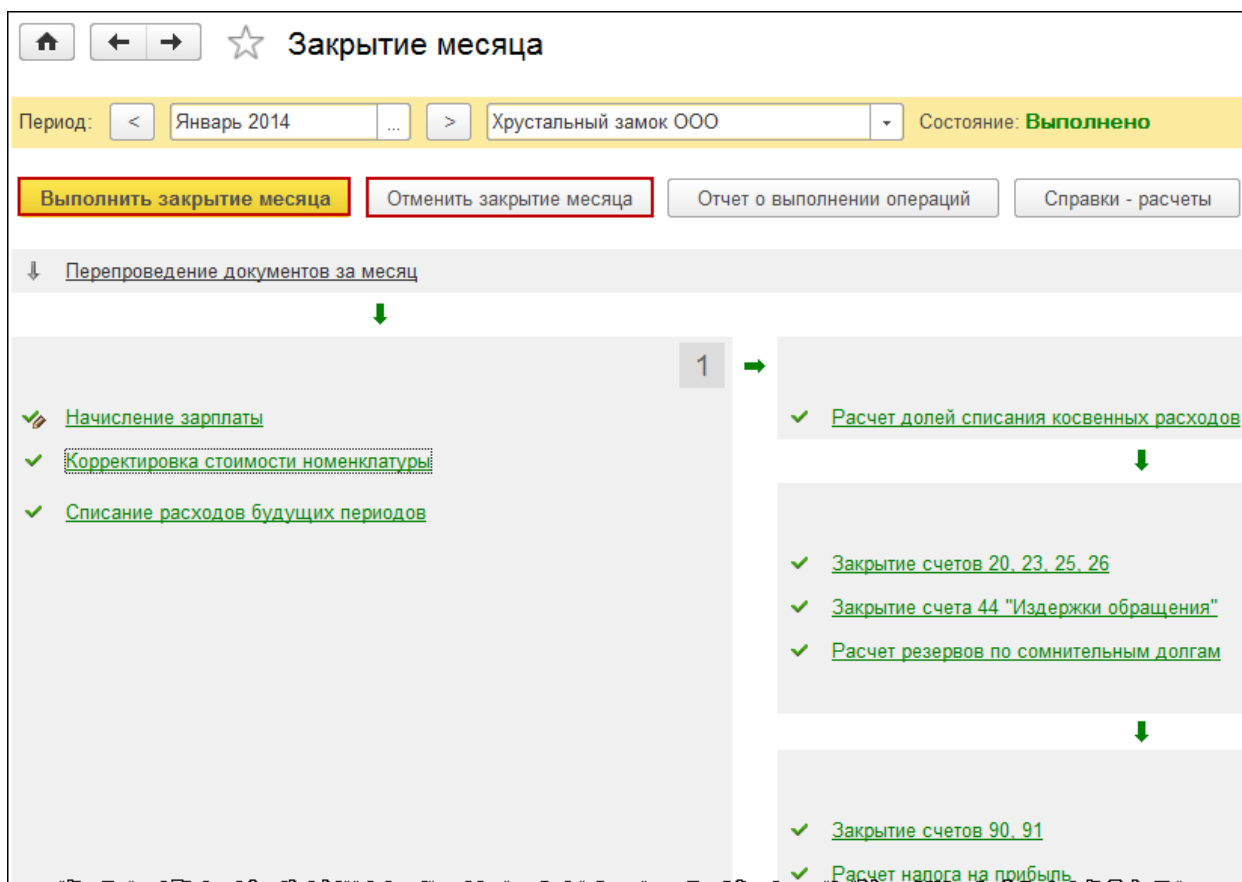 Закрытие месяца
Период: < Январь 2014 ... > Хрустальный замок ООО Состояние: Выполнено
Выполнить закрытие месяца Отменить закрытие месяца Отчет о выполнении операций Справки - расчеты
Перепроведение документов за месяц
1
Начисление зарплаты
Корректировка стоимости номенклатуры
Списание расходов будущих периодов
Расчет долей списания косвенных расходов
Закрытие счетов 20, 23, 25, 26
Закрытие счета 44 "Издержки обращения"
Расчет резервов по сомнительным долгам
Закрытие счетов 90, 91
Расчет налога на прибыль